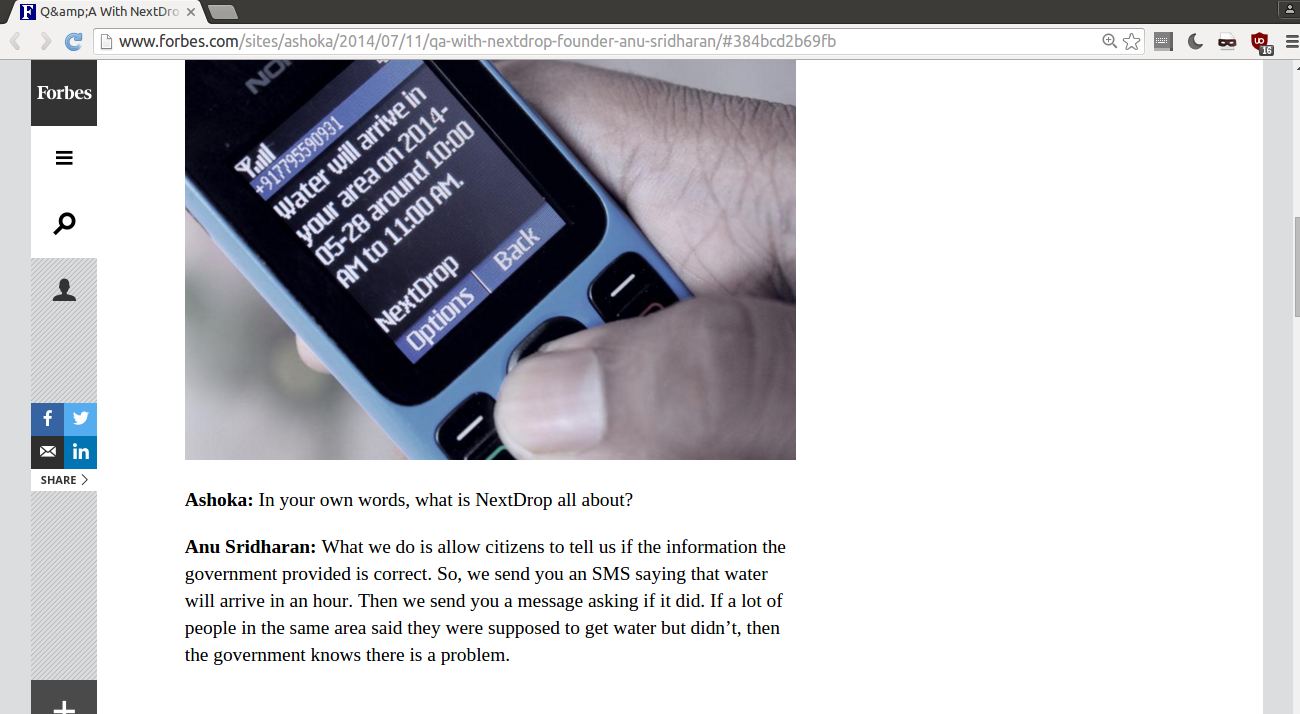 Q&amp;A With NextDro
www.forbes.com/sites/ashoka/2014/07/11/qa-with-nextdrop-founder-anu-sridharan/#384bcd2b69fb
16
Forbes
+917795590931
Water will arrive in
your area on 2014-
05-28 around 10:00
AM to 11:00 AM.
NextDrop
Options
Back
SHARE
Ashoka: In your own words, what is NextDrop all about?
Anu Sridharan: What we do is allow citizens to tell us if the information the
government provided is correct. So, we send you an SMS saying that water
will arrive in an hour. Then we send you a message asking if it did. If a lot of
people in the same area said they were supposed to get water but didn’t, then
the government knows there is a problem.